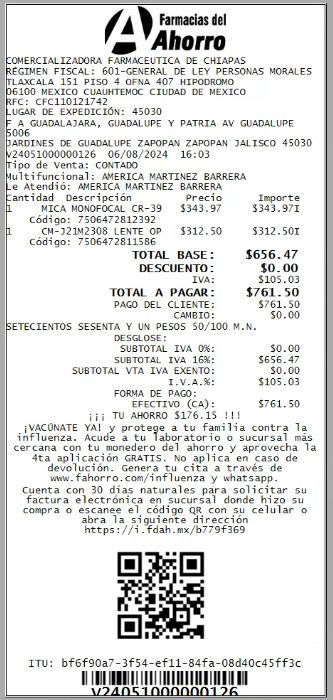 Farmacias del
Ahorro
COMERCIALIZADORA FARMACEUTICA DE CHIAPAS
RÉGIMEN FISCAL: 601-GENERAL DE LEY PERSONAS MORALES
TLAXCALA 151 PISO 4 OFNA 407 HIPODROMO
06100 MEXICO CUAUHTEMOC CIUDAD DE MEXICO
RFC: CFC110121742
LUGAR DE EXPEDICIÓN: 45030
F A GUADALAJARA, GUADALUPE Y PATRIA AV GUADALUPE
5006
JARDINES DE GUADALUPE ZAPOPAN ZAPOPAN JALISCO 45030
V24051000000126 06/08/2024 16:03
Tipo de Venta: CONTADO
Multifuncional: AMERICA MARTINEZ BARRERA
Le Atendió: AMERICA MARTINEZ BARRERA
Cantidad Descripción Precio Importe
1 MICA MONOFOCAL CR-39 $343.97 $343.97I
Código: 7506472812392
1 CM-J21M2308 LENTE OP $312.50 $312.50I
Código: 7506472811586
TOTAL BASE: $656.47
DESCUENTO: $0.00
IVA: $105.03
TOTAL A PAGAR: $761.50
PAGO DEL CLIENTE: $761.50
CAMBIO: $0.00
SETECIENTOS SESENTA Y UN PESOS 50/100 M.N.
DESGLOSE:
SUBTOTAL IVA 0%: $0.00
SUBTOTAL IVA 16%: $656.47
SUBTOTAL VTA IVA EXENTO: $0.00
I.V.A.%: $105.03
FORMA DE PAGO:
EFECTIVO (CA): $761.50
¡¡¡ TU AHORRO $176.15 !!!
¡VACÚNATE YA! y protege a tu familia contra la
influenza. Acude a tu laboratorio o sucursal más
cercana con tu monedero del ahorro y aprovecha la
4ta aplicación GRATIS. No aplica en caso de
devolución. Genera tu cita a través de
www.fahorro.com/influenza y whatsapp.
Cuenta con 30 días naturales para solicitar su
factura electrónica en sucursal donde hizo su
compra o escanee el código QR con su celular o
abra la siguiente dirección
https://i.fdah.mx/b779f369
ITU: bf6f90a7-3f54-ef11-84fa-08d40c45ff3c
V24051000000126